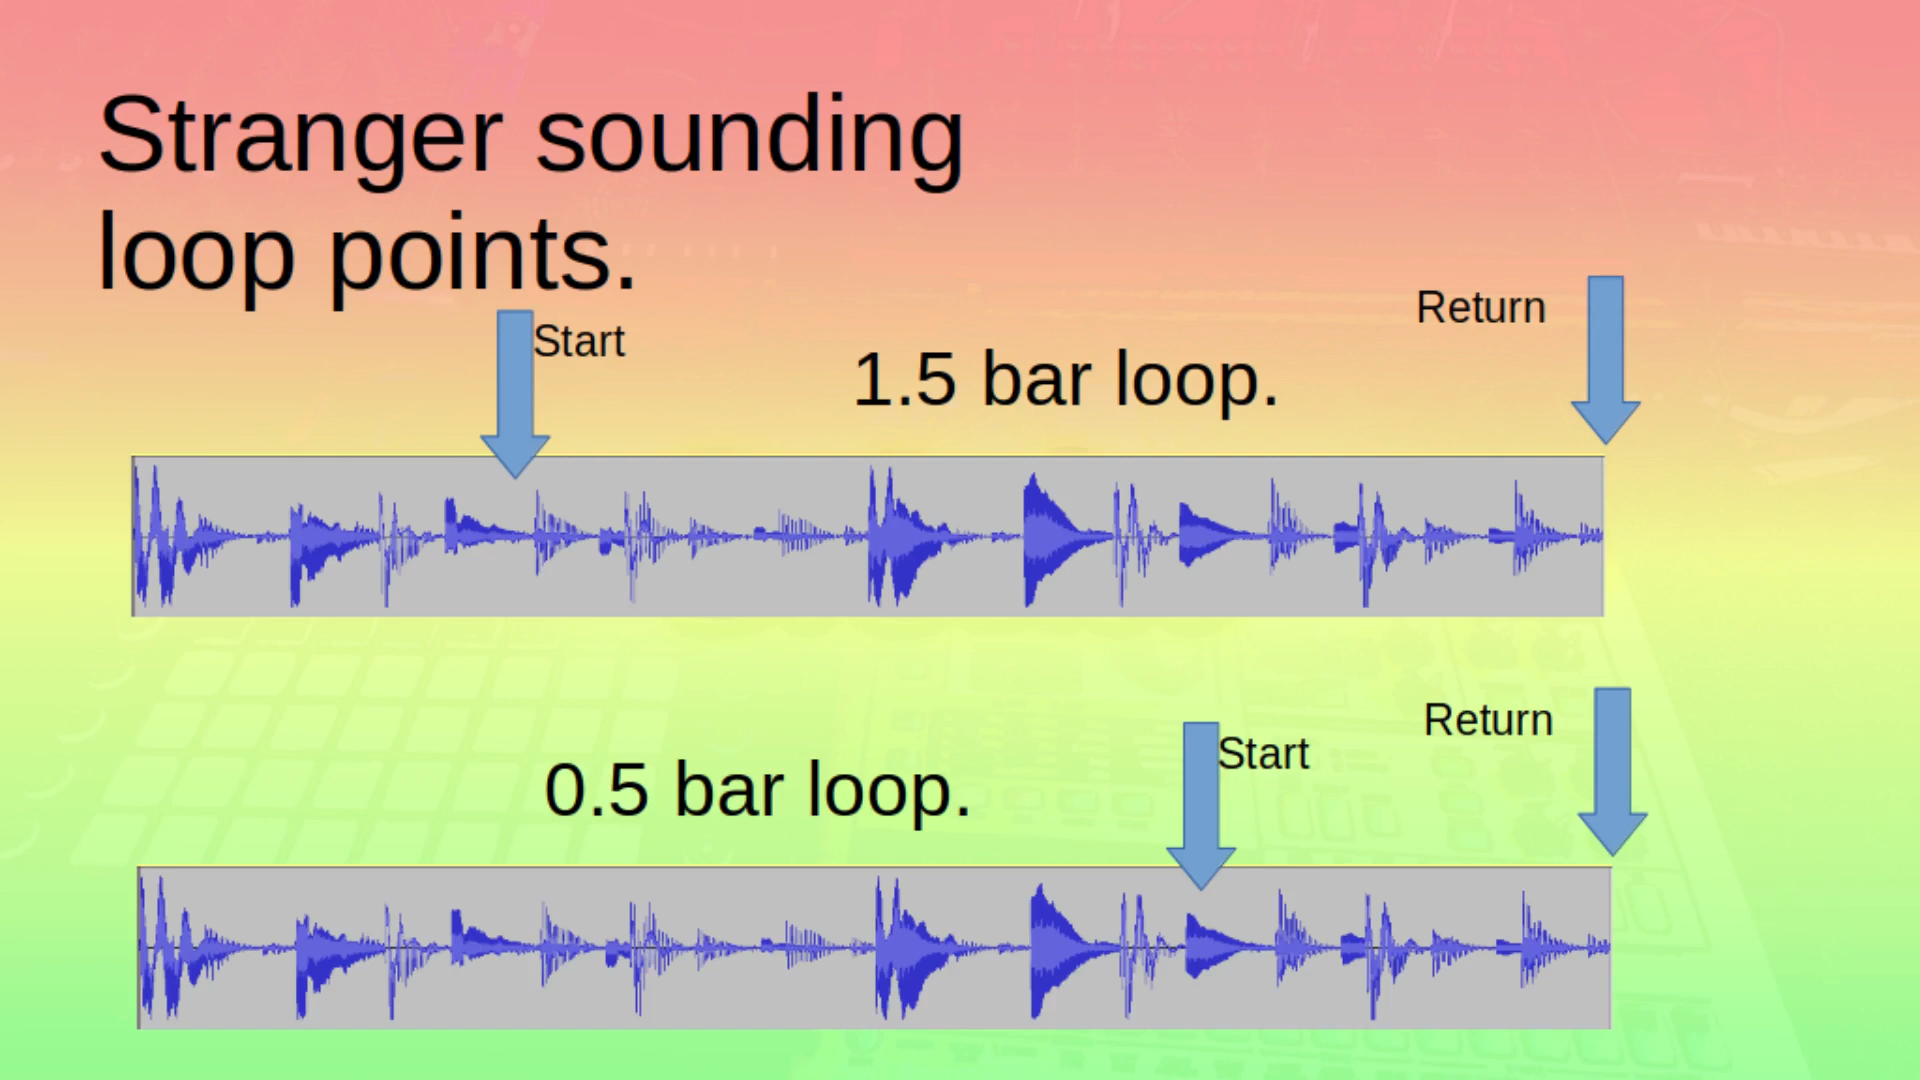 Stranger sounding
loop points.
Start
Return
1.5 bar loop.
Return
Start
0.5 bar loop.